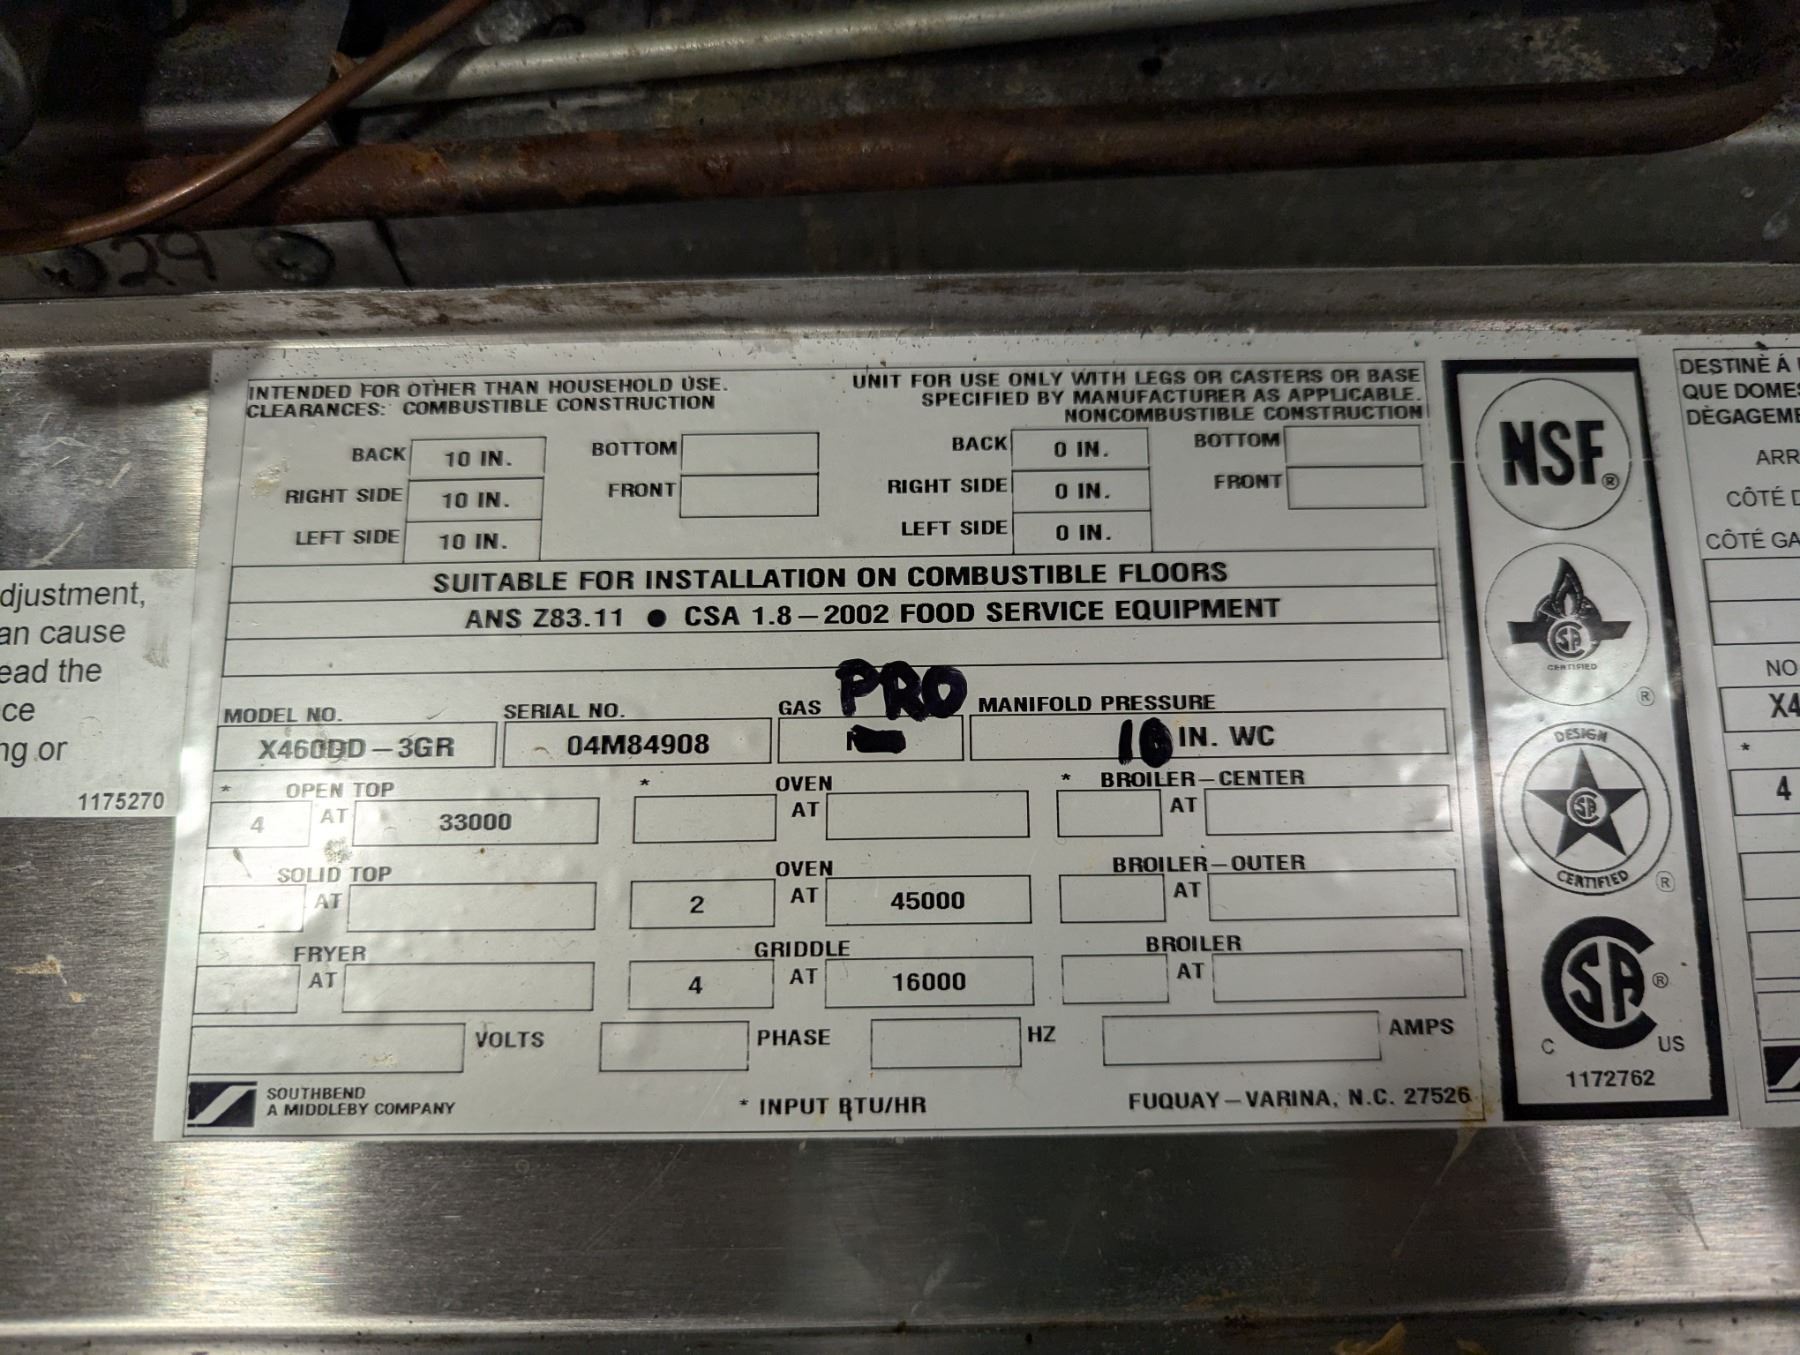 29
INTENDED FOR OTHER THAN HOUSEHOLD USE.
CLEARANCES: COMBUSTIBLE CONSTRUCTION
UNIT FOR USE ONLY WITH LEGS OR CASTERS OR BASE
SPECIFIED BY MANUFACTURER AS APPLICABLE.
NONCOMBUSTIBLE CONSTRUCTION
BACK 10 IN. BOTTOM BACK 0 IN. BOTTOM
RIGHT SIDE 10 IN. FRONT RIGHT SIDE 0 IN. FRONT
LEFT SIDE 10 IN. LEFT SIDE 0 IN.
SUITABLE FOR INSTALLATION ON COMBUSTIBLE FLOORS
ANS Z83.11 ● CSA 1.8–2002 FOOD SERVICE EQUIPMENT
MODEL NO. SERIAL NO. GAS PRO MANIFOLD PRESSURE
X460DD–3GR 04M84908 10 IN. WC
* OPEN TOP * OVEN * BROILER–CENTER
4 AT 33000 AT AT
SOLID TOP OVEN BROILER–OUTER
AT 2 AT 45000 AT
FRYER GRIDDLE BROILER
AT 4 AT 16000 AT
VOLTS PHASE HZ AMPS
SOUTHBEND
A MIDDLEBY COMPANY
* INPUT BTU/HR
FUQUAY–VARINA, N.C. 27526
NSF®
SA
CERTIFIED
®
DESIGN
SA
CERTIFIED ®
SA ®
C US
1172762
djustment,
an cause
ead the
ce
ng or
1175270
DESTINÈ À
QUE DOMES
DÈGAGEME
ARR
CÔTÉ D
CÔTÉ GA
NO
X4
*
4